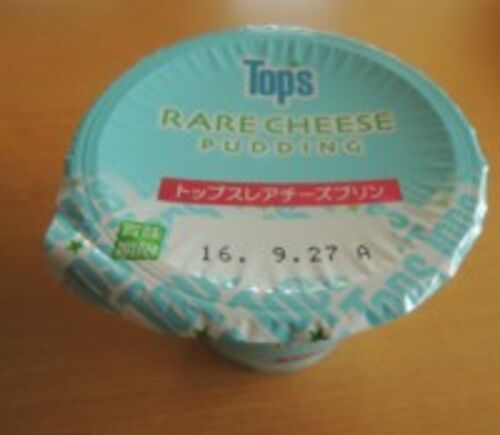 Tops
RARE CHEESE
PUDDING
トップスレアチーズプリン
16. 9.27 A
Tops